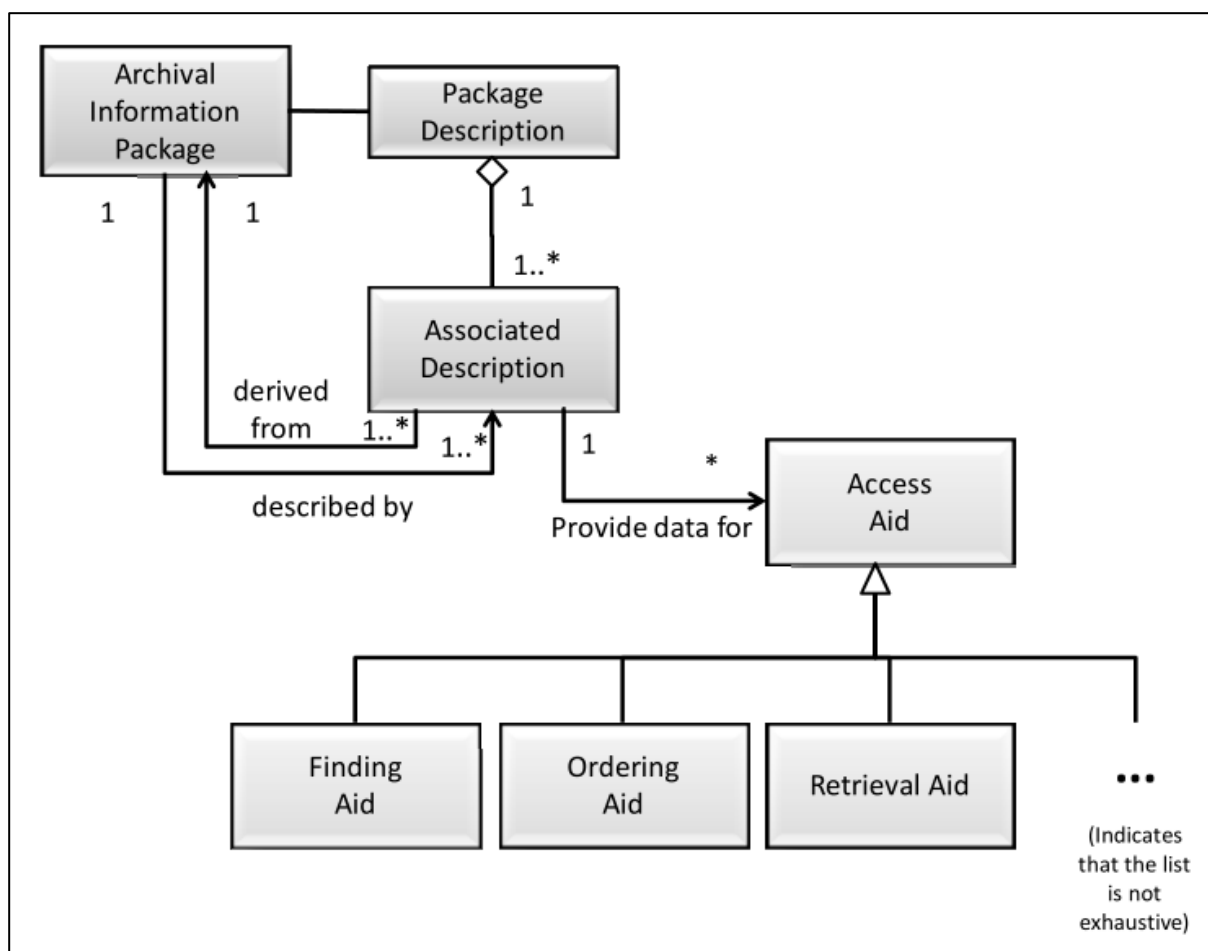 Archival
Information
Package
Package
Description
1
1
1
1..*
Associated
Description
derived
from
1..*
1..*
1
*
described by
Provide data for
Access
Aid
Finding
Aid
Ordering
Aid
Retrieval Aid
...
(Indicates
that the list
is not
exhaustive)